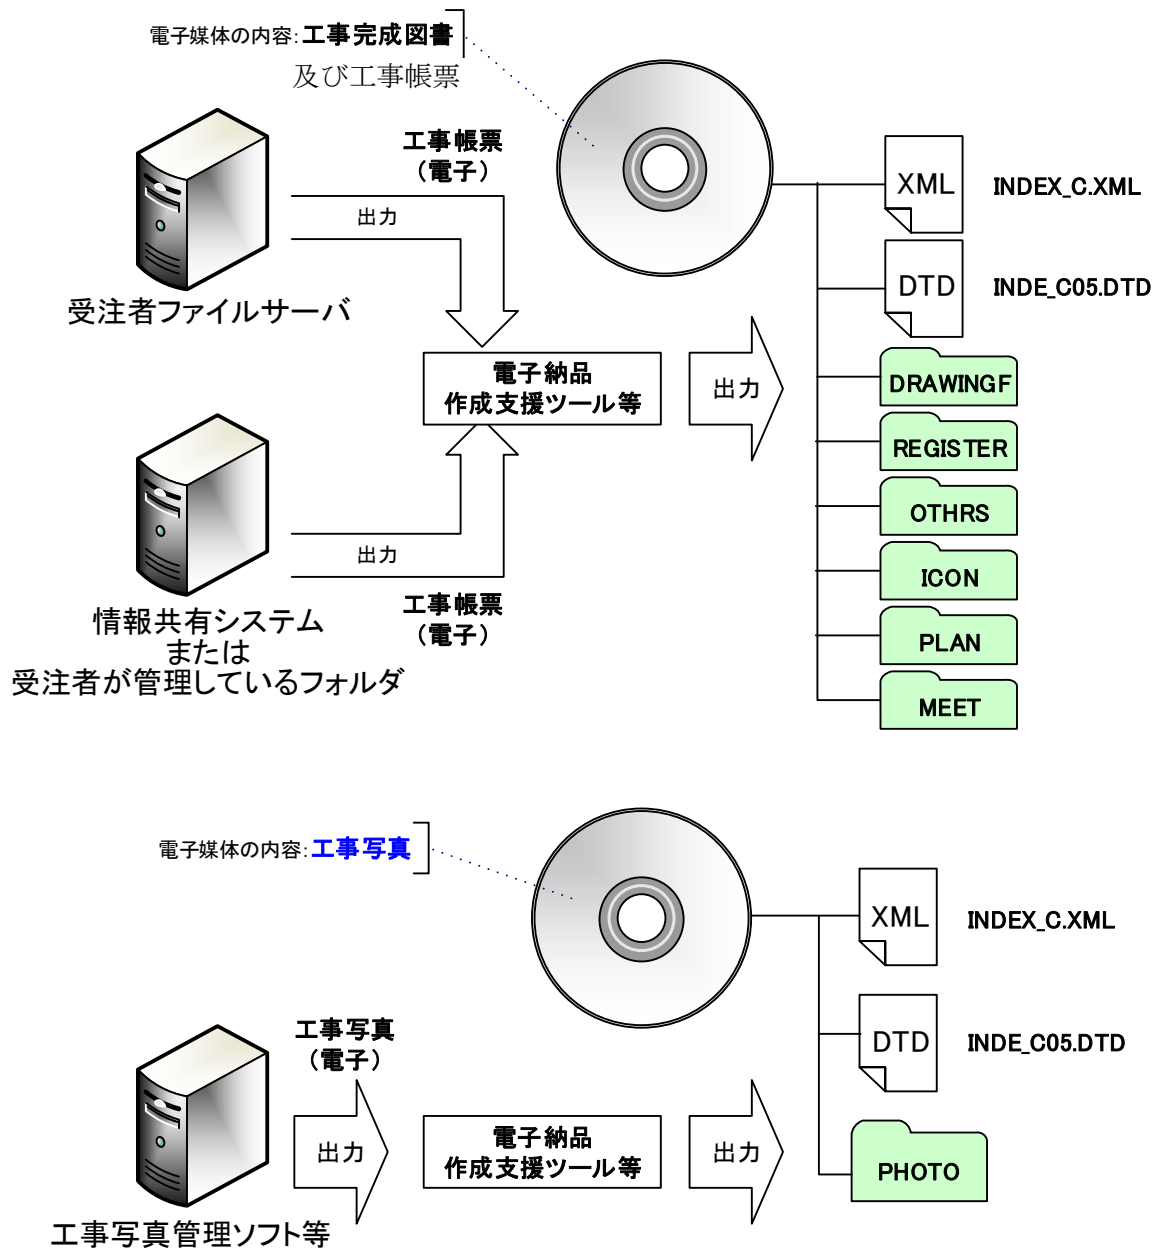 電子媒体の内容:工事完成図書
及び工事帳票
工事帳票
（電子）
出力
受注者ファイルサーバ
電子納品
作成支援ツール等
出力
出力
工事帳票
（電子）
情報共有システム
または
受注者が管理しているフォルダ
XML
INDEX_C.XML
DTD
INDE_C05.DTD
DRAWINGF
REGISTER
OTHRS
ICON
PLAN
MEET
電子媒体の内容:工事写真
XML
INDEX_C.XML
DTD
INDE_C05.DTD
PHOTO
工事写真
（電子）
出力
電子納品
作成支援ツール等
出力
工事写真管理ソフト等